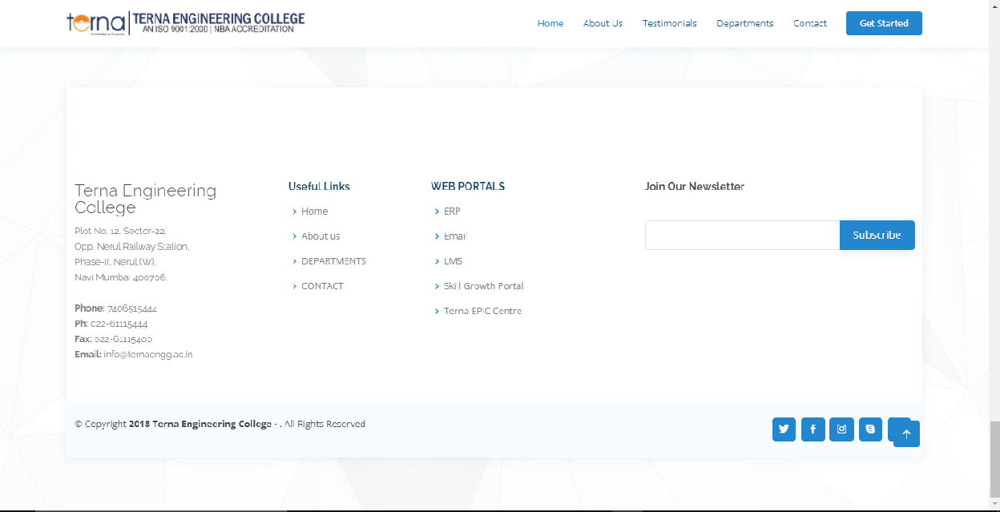 terna
TERNA ENGINEERING COLLEGE
AN ISO 9001:2000 | NBA ACCREDITATION
Home
About Us
Testimonials
Departments
Contact
Get Started
Terna Engineering
College
Plot No. 12, Sector-22,
Opp. Nerul Railway Station,
Phase-II, Nerul (W),
Navi Mumbai 400706.
Phone: 7406515444
Ph: 022-61115444
Fax: 022-61115400
Email: info@ternaengg.ac.in
Useful Links
Home
About us
DEPARTMENTS
CONTACT
WEB PORTALS
ERP
Email
LMS
Skill Growth Portal
Terna EPIC Centre
Join Our Newsletter
Subscribe
© Copyright 2018 Terna Engineering College - . All Rights Reserved